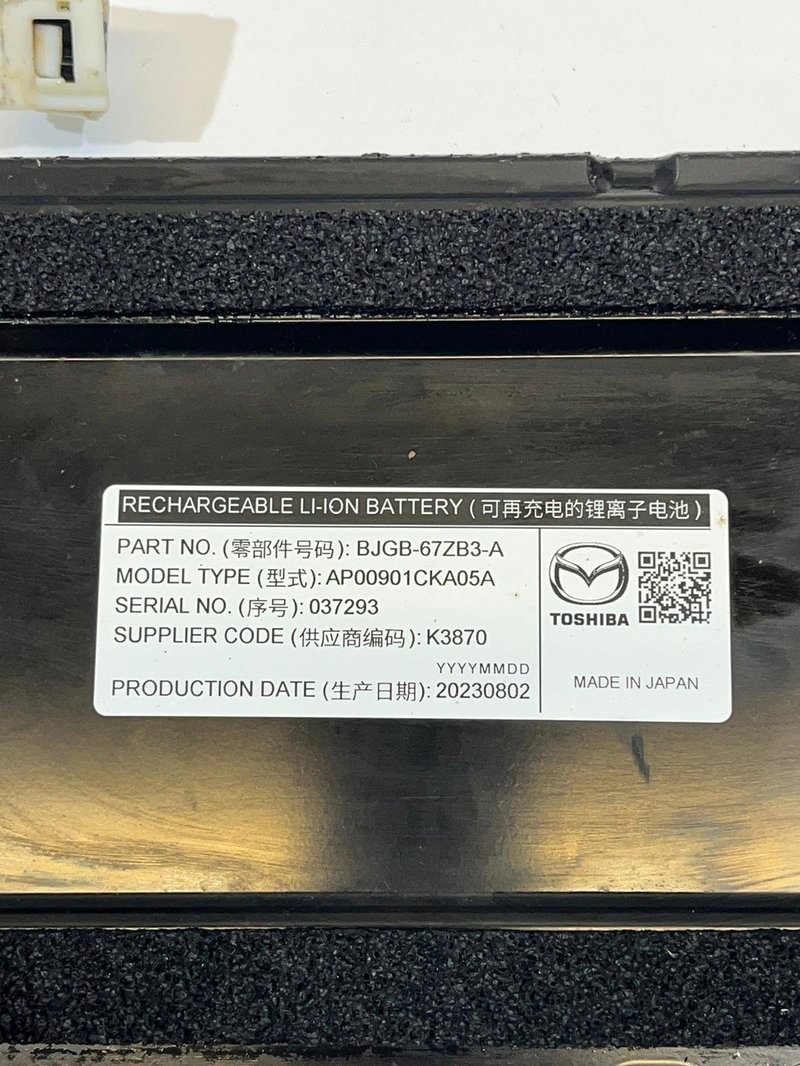 RECHARGEABLE LI-ION BATTERY (可再充电的锂离子电池)
PART NO. (零部件号码): BJGB-67ZB3-A
MODEL TYPE (型式): AP00901CKA05A
SERIAL NO. (序号): 037293
SUPPLIER CODE (供应商编码): K3870
YYYYMMDD
PRODUCTION DATE (生产日期): 20230802
TOSHIBA
MADE IN JAPAN